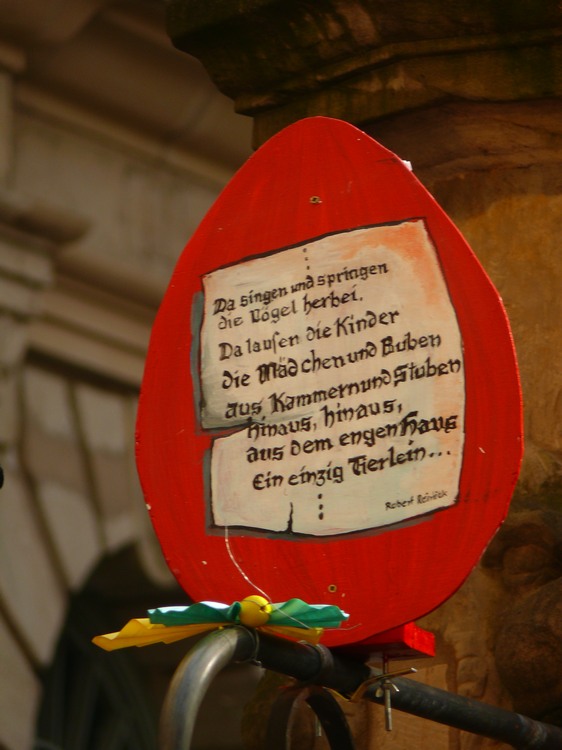 Da singen und springen
die Vögel herbei.
Da laufen die Kinder
die Mädchen und Buben
aus Kammern und Stuben
hinaus, hinaus,
aus dem engen Haus
Ein einzig Eierlein...
Robert Reinick